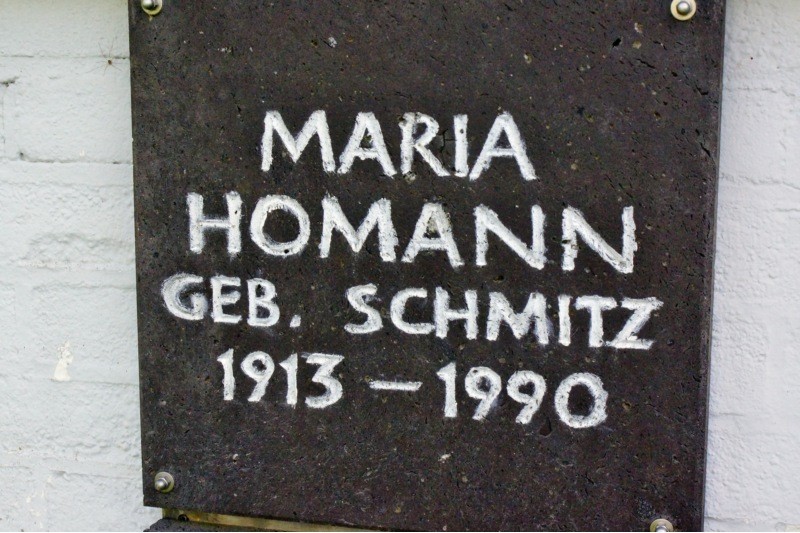 MARIA
HOMANN
GEB. SCHMITZ
1913 – 1990